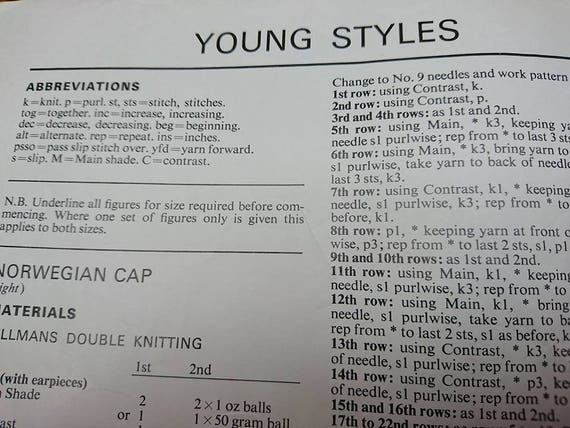 YOUNG STYLES
ABBREVIATIONS
k=knit. p=purl. st, sts=stitch, stitches.
tog=together. inc=increase, increasing.
dec=decrease, decreasing. beg=beginning.
alt=alternate. rep=repeat. ins=inches.
psso=pass slip stitch over. yfd=yarn forward.
s=slip. M=Main shade. C=contrast.
N.B. Underline all figures for size required before com-
mencing. Where one set of figures only is given this
applies to both sizes.
NORWEGIAN CAP
MATERIALS
DOUBLE KNITTING
1st 2nd
(with earpieces)
Shade
2 2 × 1 oz balls
or 1 1 × 50 gram ball
Change to No. 9 needles and work pattern
1st row: using Contrast, k.
2nd row: using Contrast, p.
3rd and 4th rows: as 1st and 2nd.
5th row: using Main, * k3, keeping
needle s1 purlwise; rep from * to last 3 sts
6th row: using Main, * k3, bring yarn to
s1 purlwise, take yarn to back of needle
last 3 sts, k3.
7th row: using Contrast, k1, * keeping
needle, s1 purlwise, k3; rep from * to
before, k1.
8th row: p1, * keeping yarn at front
wise, p3; rep from * to last 2 sts, s1, p1
9th and 10th rows: as 1st and 2nd.
11th row: using Main, k1, * keeping
needle, s1 purlwise, k3; rep from * to
12th row: using Main, k1, * bring
needle, s1 purlwise, take yarn to
rep from * to last 2 sts, s1 as before,
13th row: using Contrast, * k3,
of needle, s1 purlwise; rep from * to
14th row: using Contrast, * p3,
of needle, s1 purlwise; rep from * to
15th and 16th rows: as 1st and 2nd.
17th to 22nd